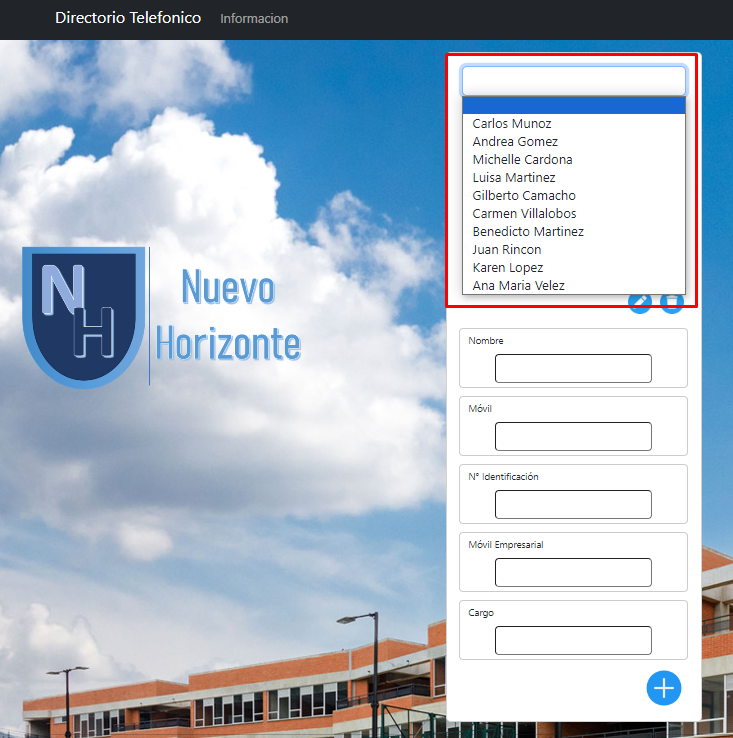 Directorio Telefonico Informacion
Carlos Munoz
Andrea Gomez
Michelle Cardona
Luisa Martinez
Gilberto Camacho
Carmen Villalobos
Benedicto Martinez
Juan Rincon
Karen Lopez
Ana Maria Velez
NH
Nuevo
Horizonte
Nombre
Móvil
N° Identificación
Móvil Empresarial
Cargo